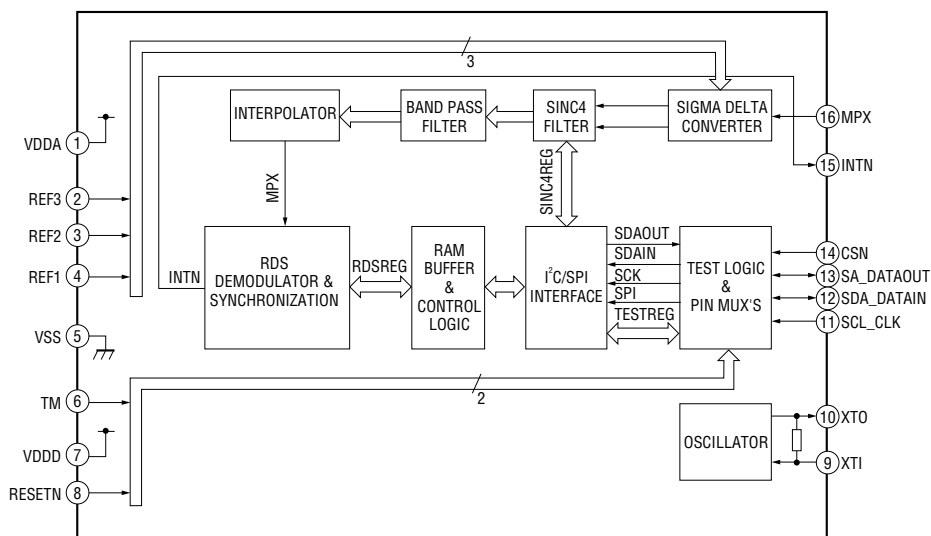 3
INTERPOLATOR
BAND PASS
FILTER
SINC4
FILTER
SIGMA DELTA
CONVERTER
16 MPX
VDDA 1
15 INTN
REF3 2
MPX
SINC4REG
REF2 3
REF1 4
INTN
RDS
DEMODULATOR &
SYNCHRONIZATION
RDSREG
RAM
BUFFER
&
CONTROL
LOGIC
I²C/SPI
INTERFACE
SDAOUT
SDAIN
SCK
SPI
TESTREG
TEST LOGIC
&
PIN MUX'S
14 CSN
13 SA_DATAOUT
12 SDA_DATAIN
11 SCL_CLK
VSS 5
2
TM 6
VDDD 7
RESETN 8
OSCILLATOR
10 XTO
9 XTI